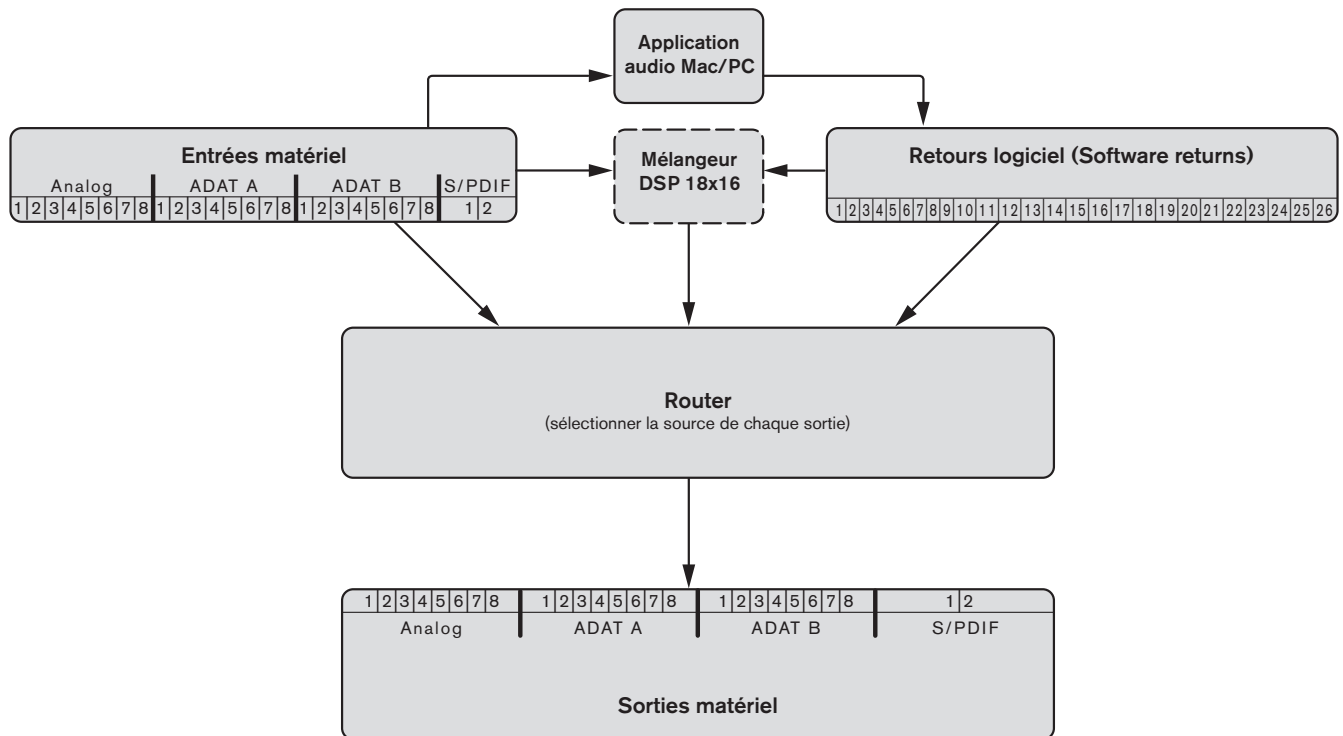 Application
audio Mac/PC
Entrées matériel
Analog ADAT A ADAT B S/PDIF
1 2 3 4 5 6 7 8 1 2 3 4 5 6 7 8 1 2 3 4 5 6 7 8 1 2
Mélangeur
DSP 18x16
Retours logiciel (Software returns)
1 2 3 4 5 6 7 8 9 10 11 12 13 14 15 16 17 18 19 20 21 22 23 24 25 26
Router
(sélectionner la source de chaque sortie)
1 2 3 4 5 6 7 8 1 2 3 4 5 6 7 8 1 2 3 4 5 6 7 8 1 2
Analog ADAT A ADAT B S/PDIF
Sorties matériel